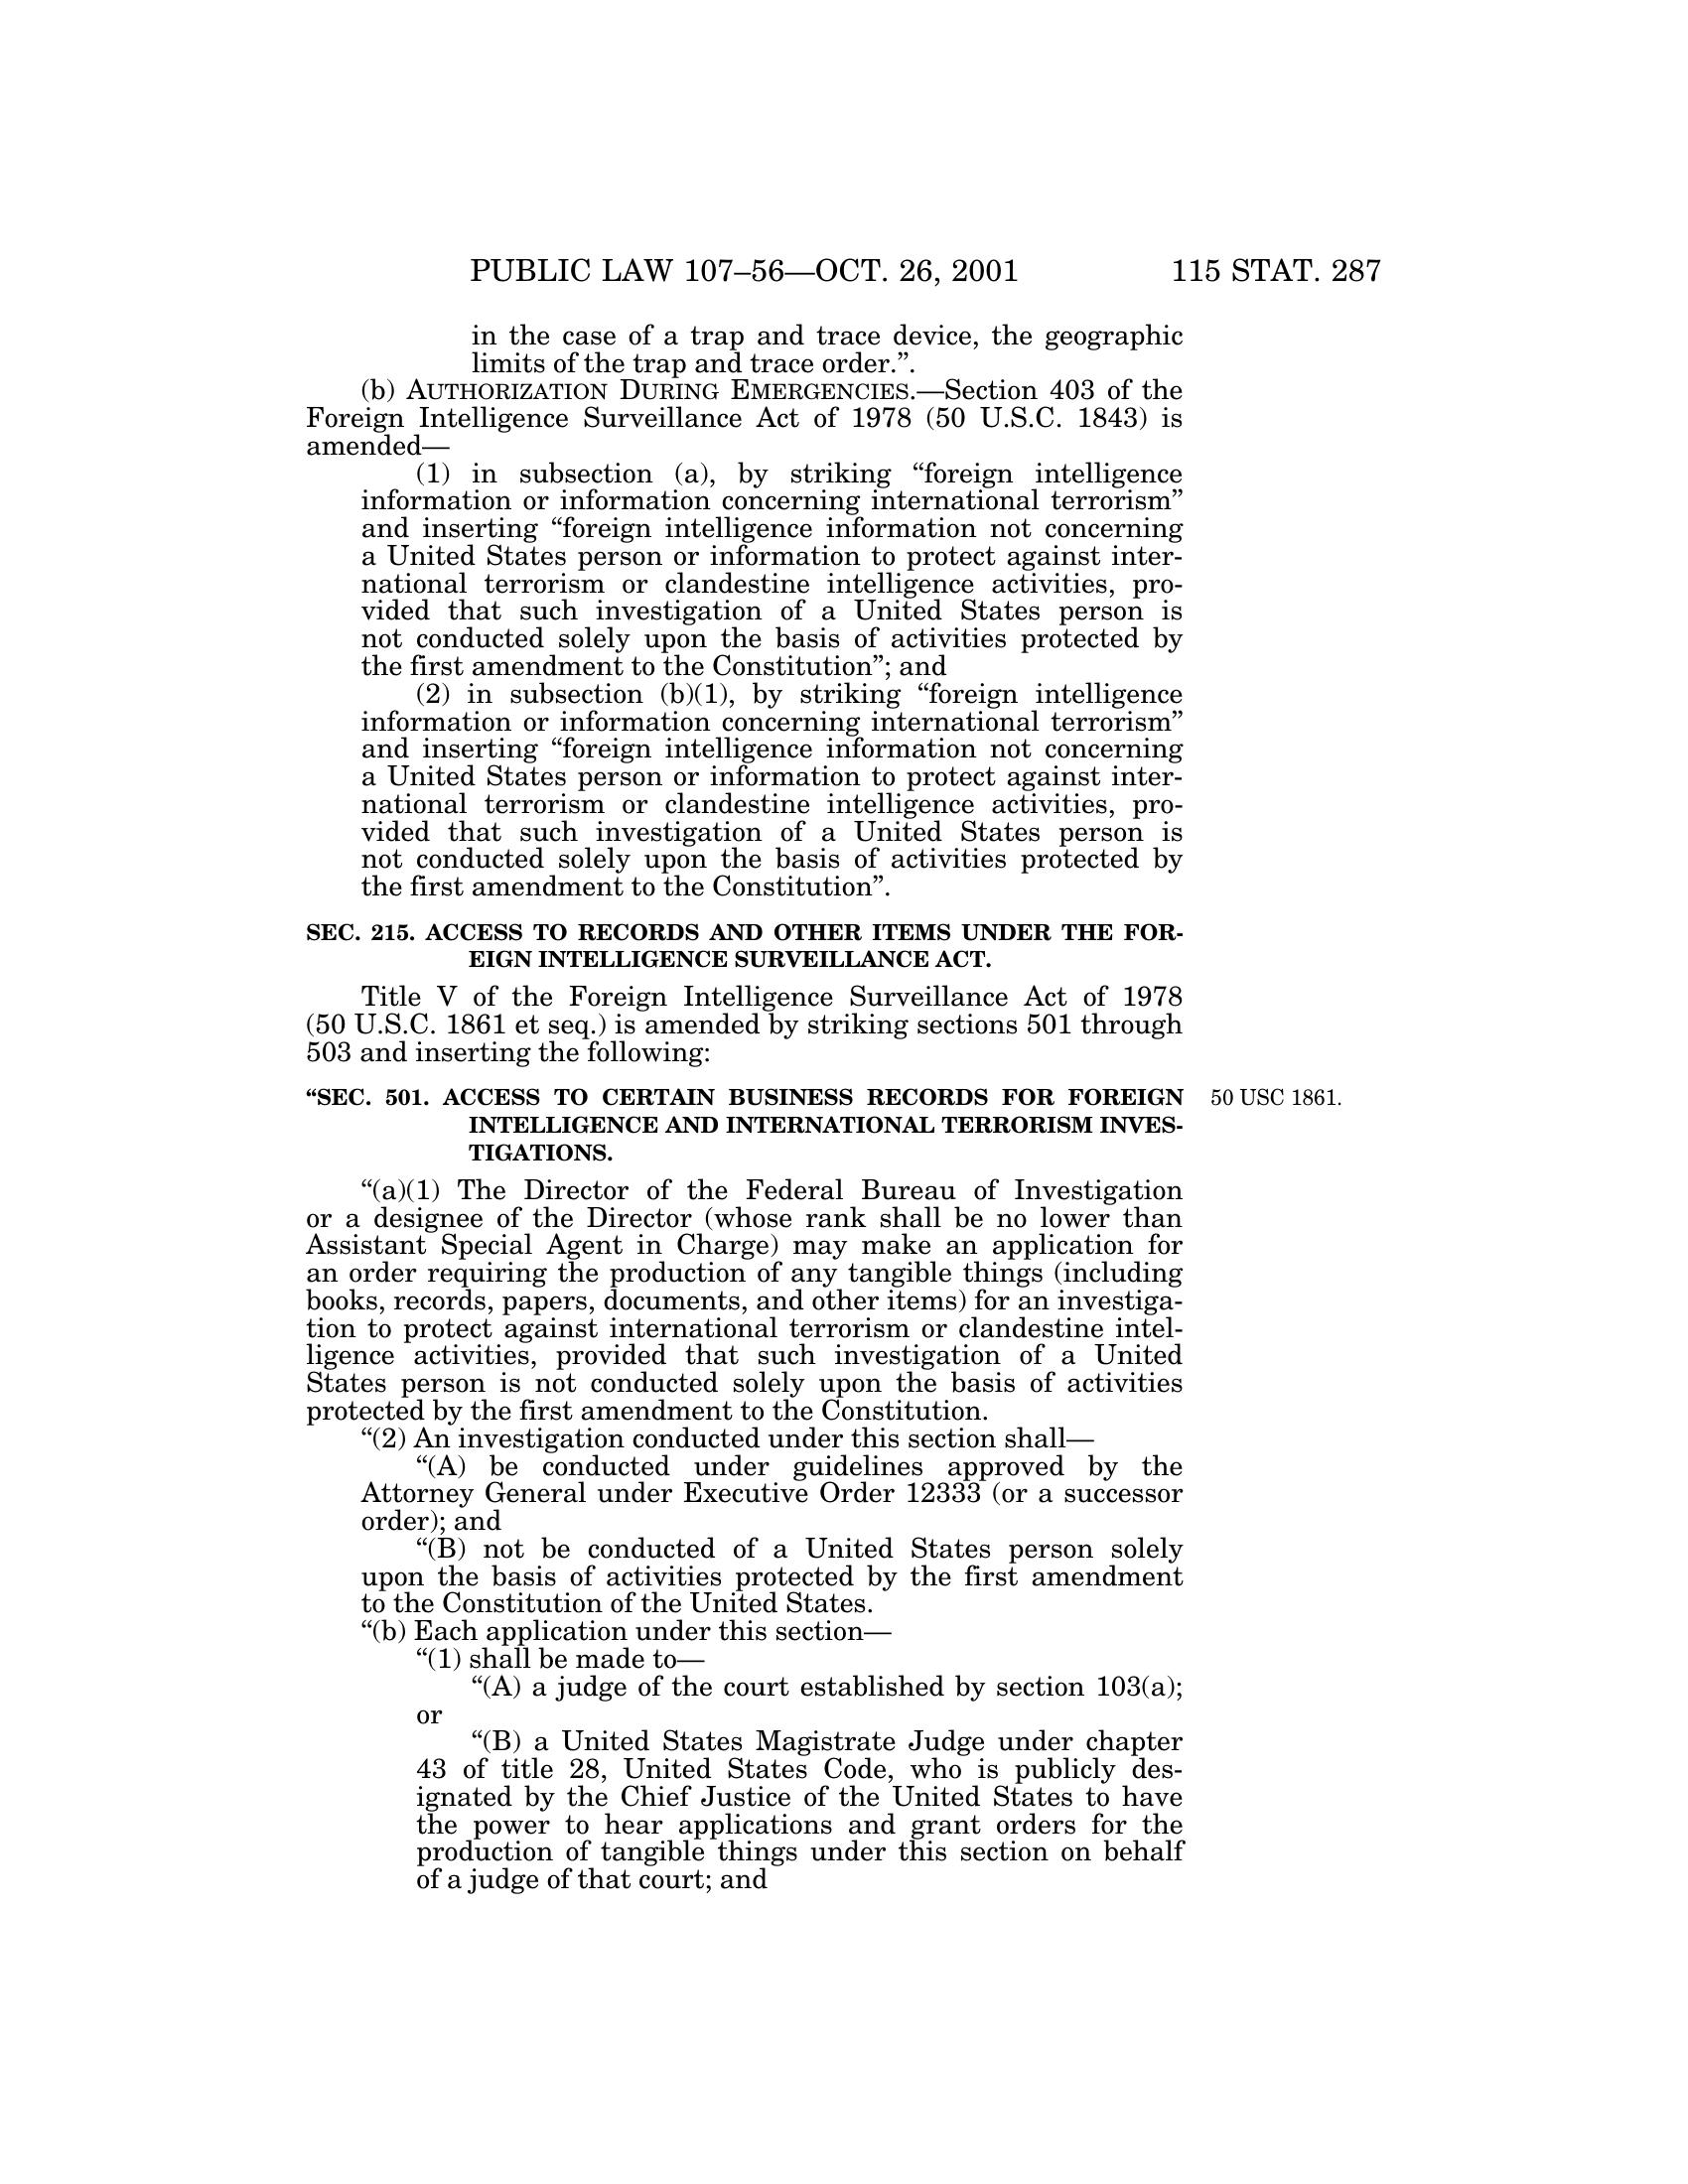 PUBLIC LAW 107–56—OCT. 26, 2001 115 STAT. 287
in the case of a trap and trace device, the geographic
limits of the trap and trace order.”.
(b) AUTHORIZATION DURING EMERGENCIES.—Section 403 of the
Foreign Intelligence Surveillance Act of 1978 (50 U.S.C. 1843) is
amended—
(1) in subsection (a), by striking “foreign intelligence
information or information concerning international terrorism”
and inserting “foreign intelligence information not concerning
a United States person or information to protect against inter-
national terrorism or clandestine intelligence activities, pro-
vided that such investigation of a United States person is
not conducted solely upon the basis of activities protected by
the first amendment to the Constitution”; and
(2) in subsection (b)(1), by striking “foreign intelligence
information or information concerning international terrorism”
and inserting “foreign intelligence information not concerning
a United States person or information to protect against inter-
national terrorism or clandestine intelligence activities, pro-
vided that such investigation of a United States person is
not conducted solely upon the basis of activities protected by
the first amendment to the Constitution”.
SEC. 215. ACCESS TO RECORDS AND OTHER ITEMS UNDER THE FOR-
EIGN INTELLIGENCE SURVEILLANCE ACT.
Title V of the Foreign Intelligence Surveillance Act of 1978
(50 U.S.C. 1861 et seq.) is amended by striking sections 501 through
503 and inserting the following:
“SEC. 501. ACCESS TO CERTAIN BUSINESS RECORDS FOR FOREIGN 50 USC 1861.
INTELLIGENCE AND INTERNATIONAL TERRORISM INVES-
TIGATIONS.
“(a)(1) The Director of the Federal Bureau of Investigation
or a designee of the Director (whose rank shall be no lower than
Assistant Special Agent in Charge) may make an application for
an order requiring the production of any tangible things (including
books, records, papers, documents, and other items) for an investiga-
tion to protect against international terrorism or clandestine intel-
ligence activities, provided that such investigation of a United
States person is not conducted solely upon the basis of activities
protected by the first amendment to the Constitution.
“(2) An investigation conducted under this section shall—
“(A) be conducted under guidelines approved by the
Attorney General under Executive Order 12333 (or a successor
order); and
“(B) not be conducted of a United States person solely
upon the basis of activities protected by the first amendment
to the Constitution of the United States.
“(b) Each application under this section—
“(1) shall be made to—
“(A) a judge of the court established by section 103(a);
or
“(B) a United States Magistrate Judge under chapter
43 of title 28, United States Code, who is publicly des-
ignated by the Chief Justice of the United States to have
the power to hear applications and grant orders for the
production of tangible things under this section on behalf
of a judge of that court; and